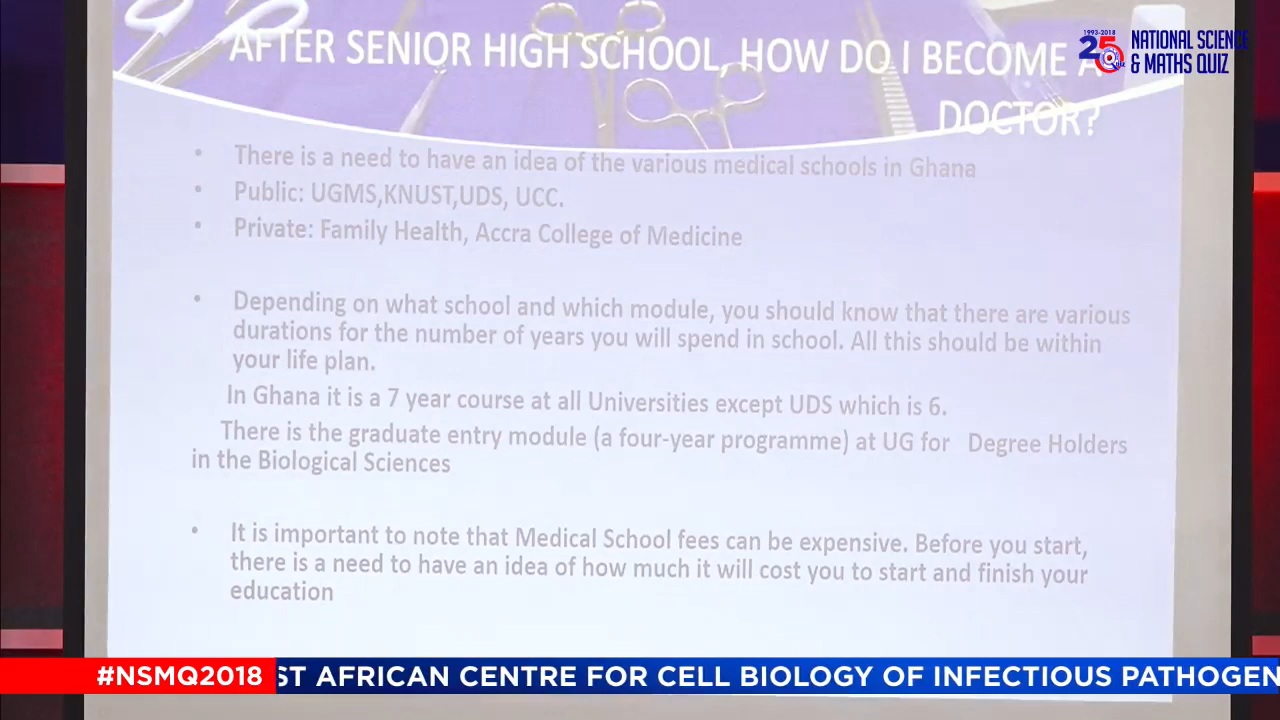 AFTER SENIOR HIGH SCHOOL, HOW DO I BECOME A
DOCTOR?
1993-2018
25
NATIONAL SCIENCE
& MATHS QUIZ
• There is a need to have an idea of the various medical schools in Ghana
• Public: UGMS,KNUST,UDS, UCC.
• Private: Family Health, Accra College of Medicine
• Depending on what school and which module, you should know that there are various
durations for the number of years you will spend in school. All this should be within
your life plan.
In Ghana it is a 7 year course at all Universities except UDS which is 6.
There is the graduate entry module (a four-year programme) at UG for Degree Holders
in the Biological Sciences
• It is important to note that Medical School fees can be expensive. Before you start,
there is a need to have an idea of how much it will cost you to start and finish your
education
#NSMQ2018
ST AFRICAN CENTRE FOR CELL BIOLOGY OF INFECTIOUS PATHOGEN